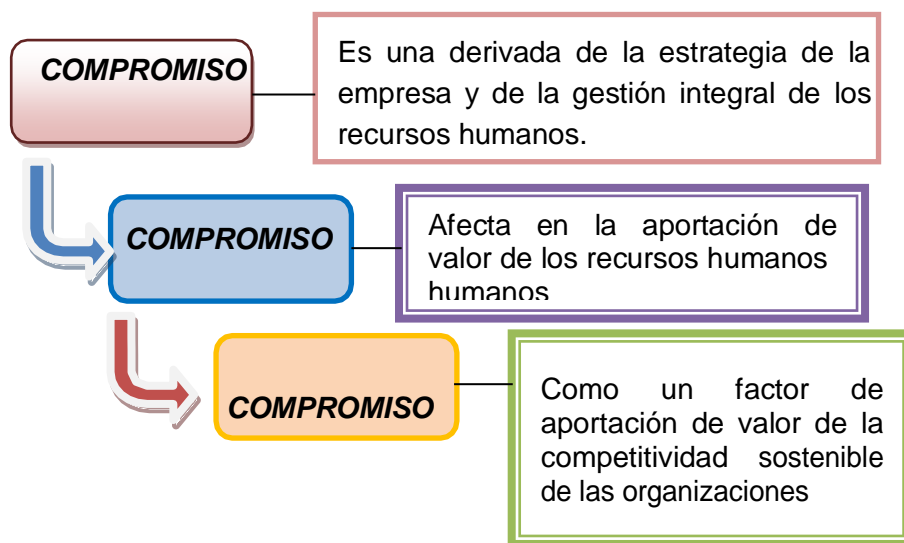 COMPROMISO
Es una derivada de la estrategia de la
empresa y de la gestión integral de los
recursos humanos.
COMPROMISO
Afecta en la aportación de
valor de los recursos humanos
humanos
COMPROMISO
Como un factor de
aportación de valor de la
competitividad sostenible
de las organizaciones